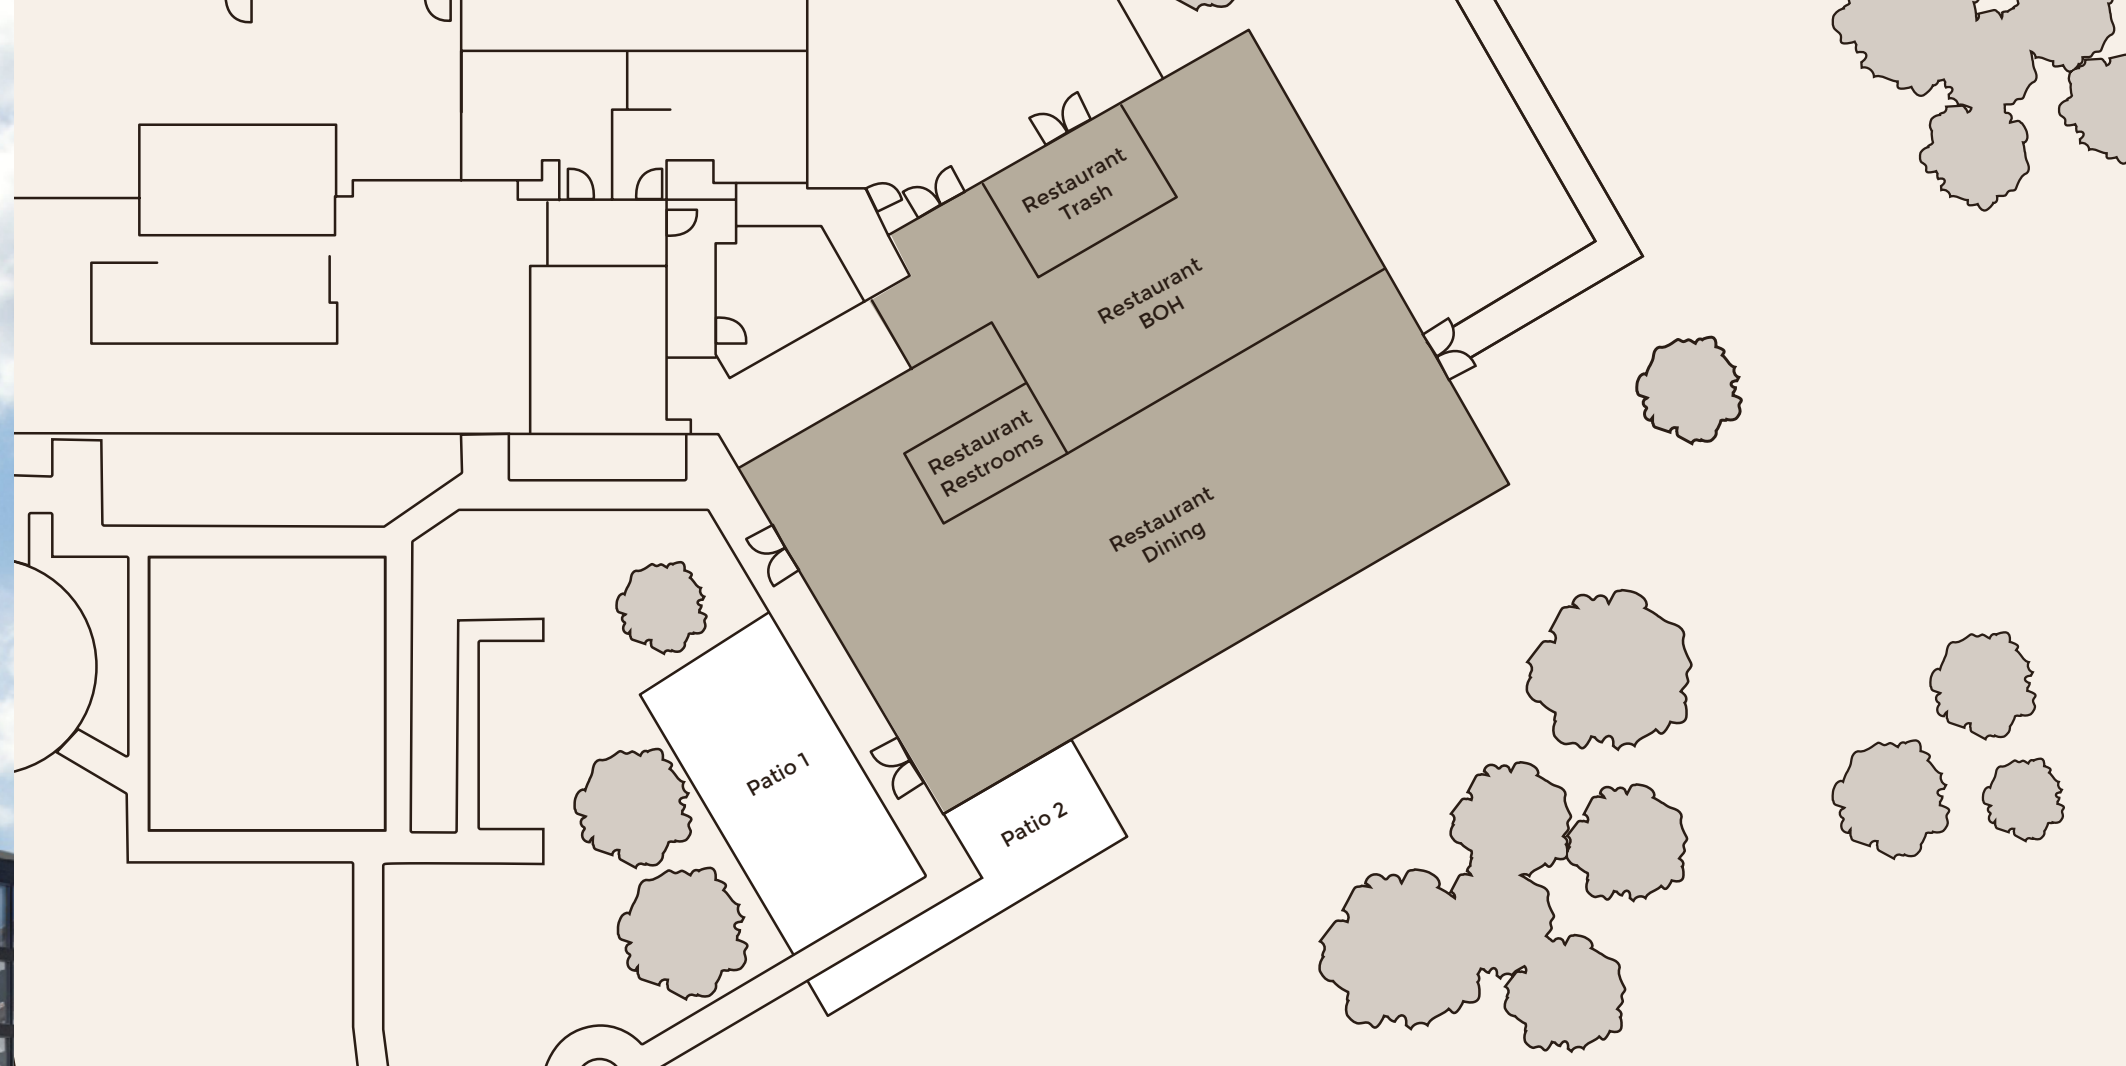 Restaurant
Trash
Restaurant
BOH
Restaurant
Restrooms
Restaurant
Dining
Patio 1
Patio 2